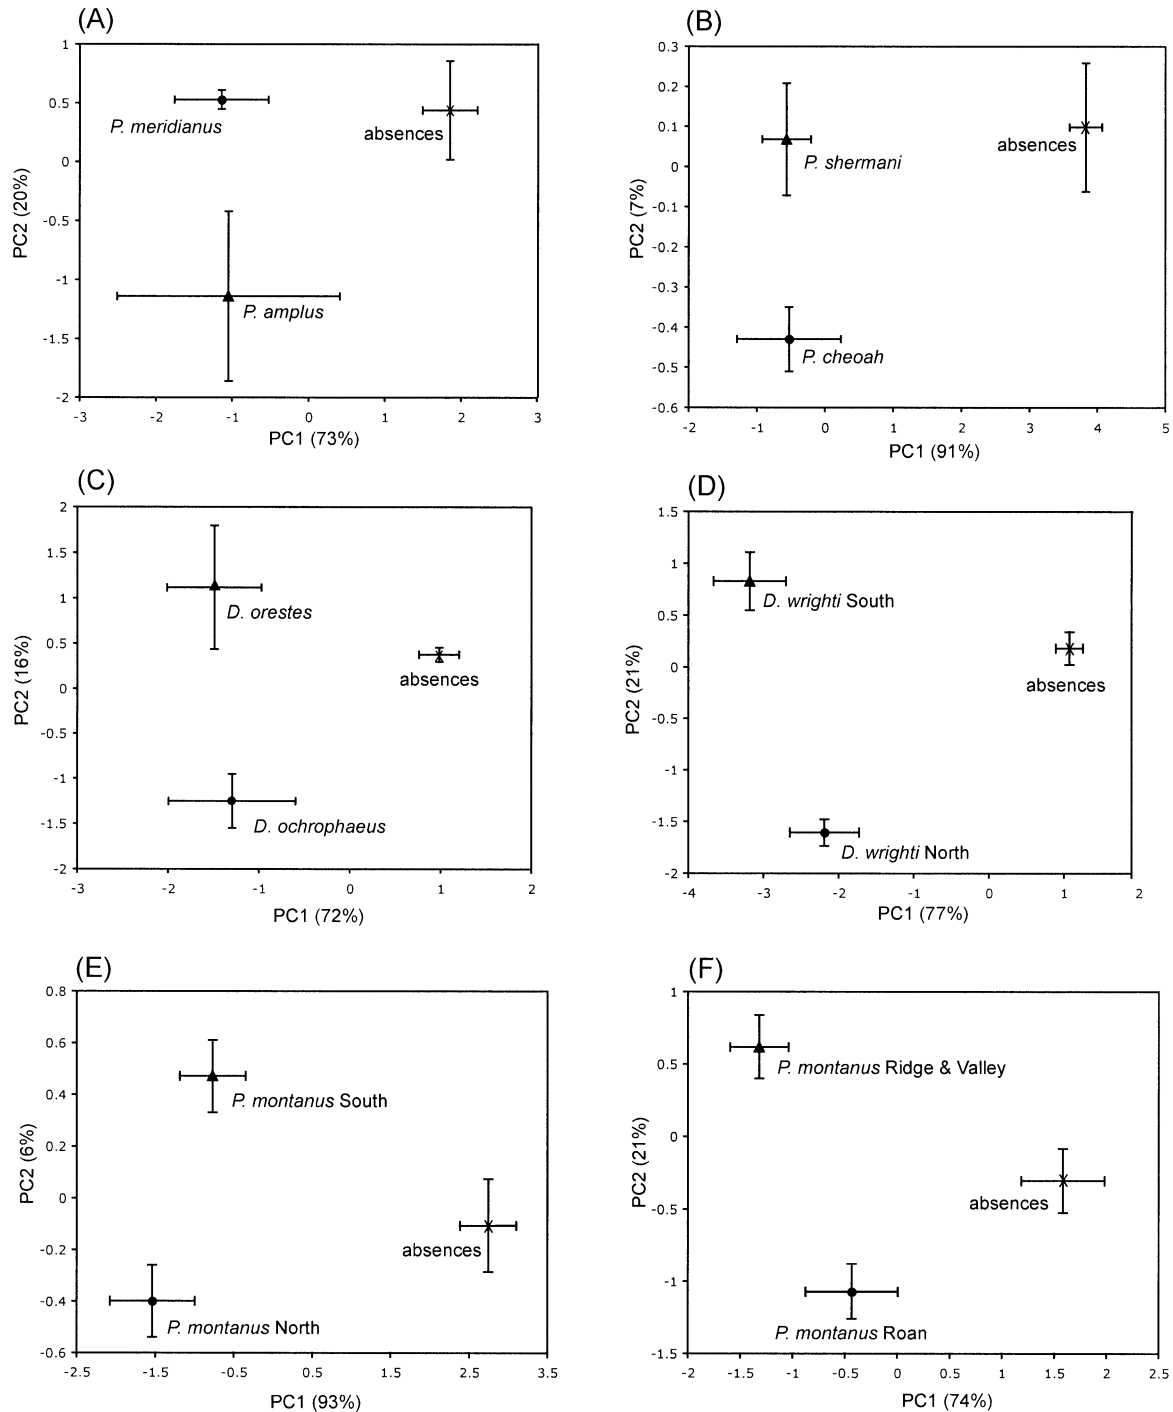 (A)
1
0.5
0
-0.5
-1
-1.5
-2
-3
-2
-1
0
1
2
3
PC2 (20%)
PC1 (73%)
P. meridianus
absences
P. amplus
(B)
0.3
0.2
0.1
0
-0.1
-0.2
-0.3
-0.4
-0.5
-0.6
-2
-1
0
1
2
3
4
5
PC2 (7%)
PC1 (91%)
P. shermani
absences
P. cheoah
(C)
2
1.5
1
0.5
0
-0.5
-1
-1.5
-2
-3
-2
-1
0
1
2
PC2 (16%)
PC1 (72%)
D. orestes
absences
D. ochrophaeus
(D)
1.5
1
0.5
0
-0.5
-1
-1.5
-2
-4
-3
-2
-1
0
1
2
PC2 (21%)
PC1 (77%)
D. wrighti South
absences
D. wrighti North
(E)
0.8
0.6
0.4
0.2
0
-0.2
-0.4
-0.6
-2.5
-1.5
-0.5
0.5
1.5
2.5
3.5
PC2 (6%)
PC1 (93%)
P. montanus South
absences
P. montanus North
(F)
1
0.5
0
-0.5
-1
-1.5
-2
-1.5
-1
-0.5
0
0.5
1
1.5
2
2.5
PC2 (21%)
PC1 (74%)
P. montanus Ridge & Valley
absences
P. montanus Roan